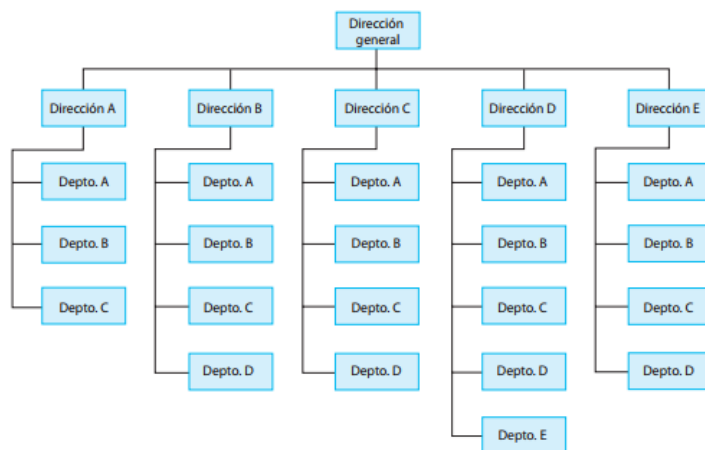 Dirección
general
Dirección A
Dirección B
Dirección C
Dirección D
Dirección E
Depto. A
Depto. A
Depto. A
Depto. A
Depto. A
Depto. B
Depto. B
Depto. B
Depto. B
Depto. B
Depto. C
Depto. C
Depto. C
Depto. C
Depto. C
Depto. D
Depto. D
Depto. D
Depto. D
Depto. E